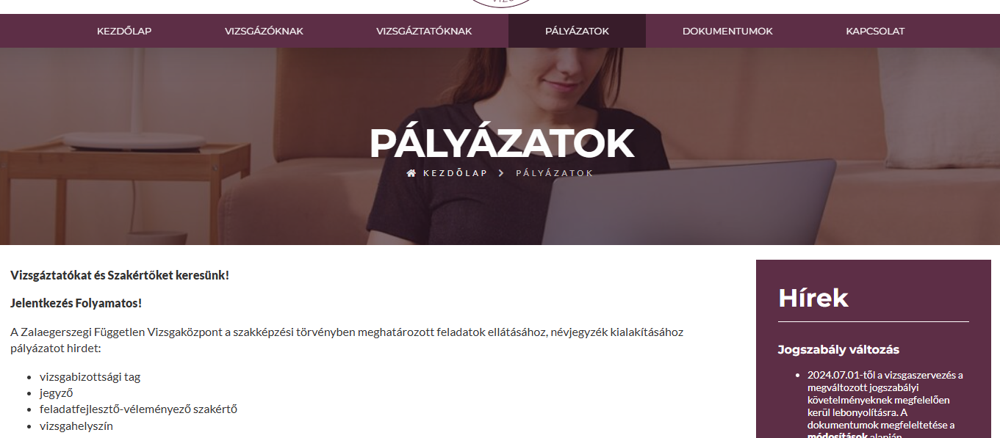 KEZDŐLAP VIZSGÁZÓKNAK VIZSGÁZTATÓKNAK PÁLYÁZATOK DOKUMENTUMOK KAPCSOLAT
PÁLYÁZATOK
KEZDŐLAP PÁLYÁZATOK
Vizsgáztatókat és Szakértőket keresünk!
Jelentkezés Folyamatos!
A Zalaegerszegi Független Vizsgaközpont a szakképzési törvényben meghatározott feladatok ellátásához, névjegyzék kialakításához
pályázatot hirdet:
• vizsgabizottsági tag
• jegyző
• feladatfejlesztő-véleményező szakértő
• vizsgahelyszín
Hírek
Jogszabály változás
• 2024.07.01-től a vizsgaszervezés a
megváltozott jogszabályi
követelményeknek megfelelően
kerül lebonyolításra. A
dokumentumok megfeleltetése a
módosítások alapján